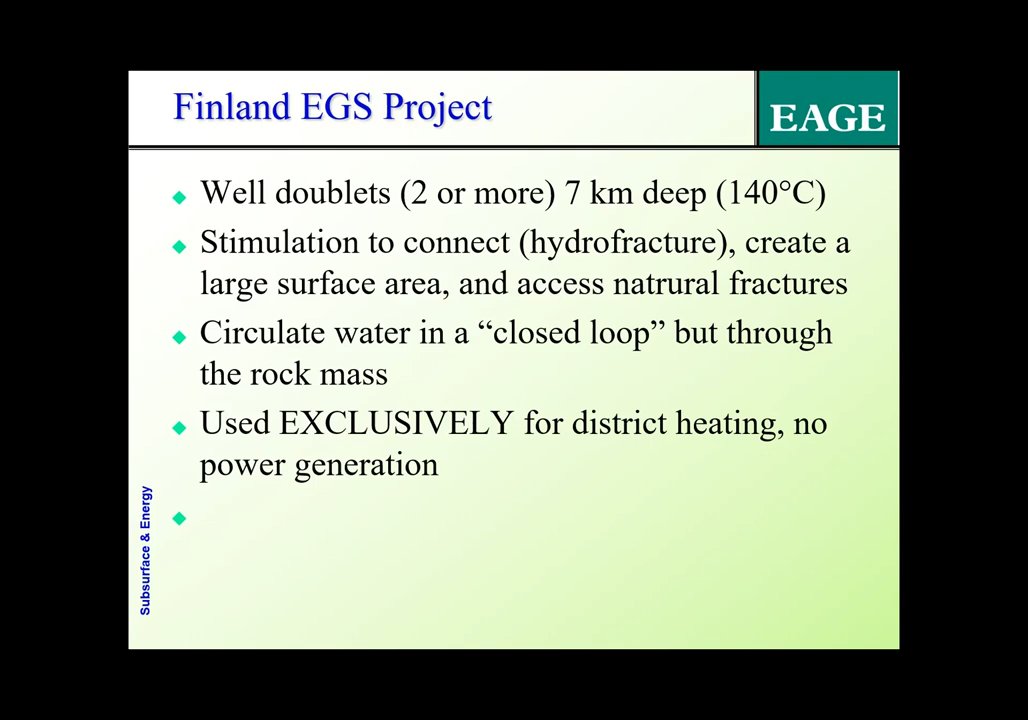 Finland EGS Project
EAGE
Well doublets (2 or more) 7 km deep (140°C)
Stimulation to connect (hydrofracture), create a
large surface area, and access natrural fractures
Circulate water in a “closed loop” but through
the rock mass
Used EXCLUSIVELY for district heating, no
power generation
Subsurface & Energy